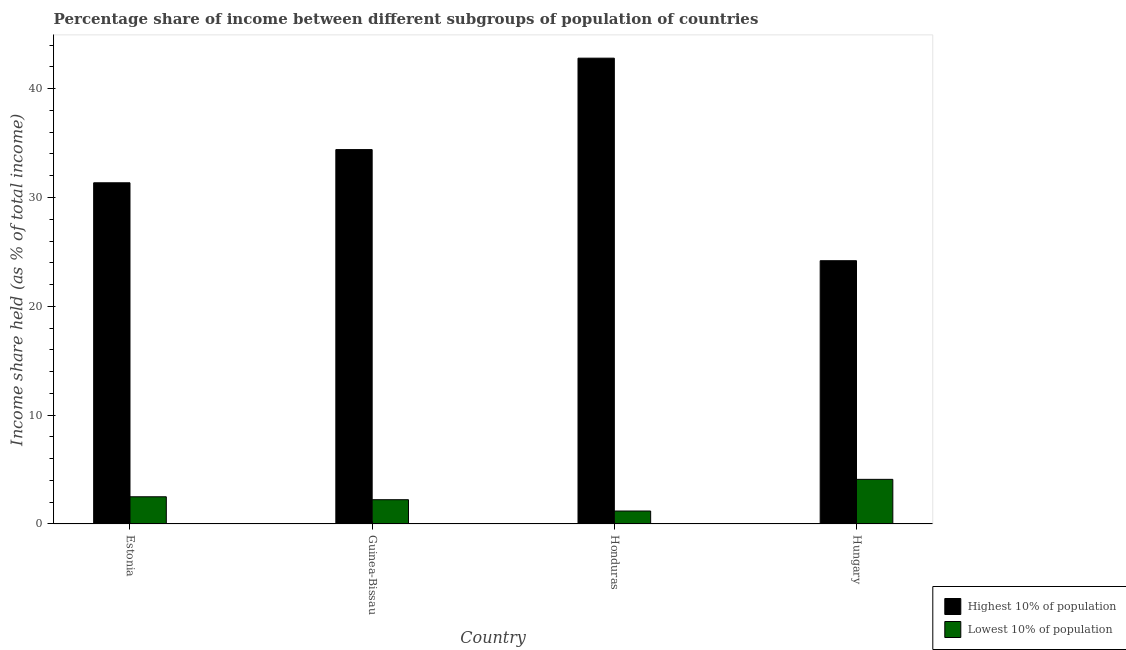 Percentage share of income between different subgroups of population of countries
Income share held (as % of total income)
40
30
20
10
0
Estonia
Guinea-Bissau
Honduras
Hungary
Country
Highest 10% of population
Lowest 10% of population